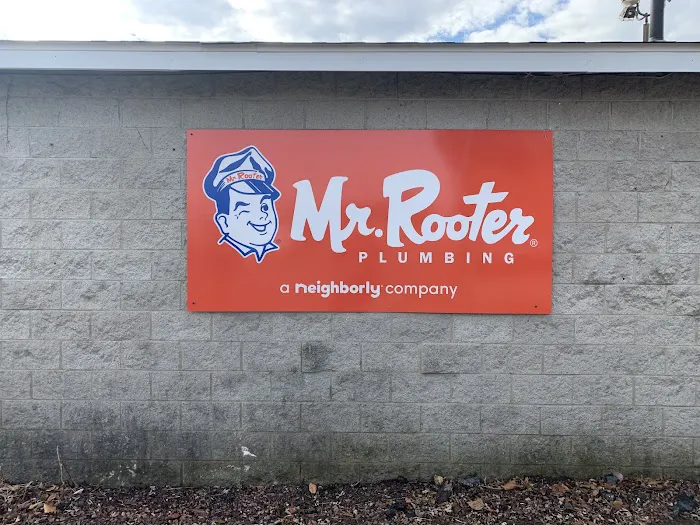 Mr. Rooter
Mr. Rooter®
PLUMBING
a neighborly company